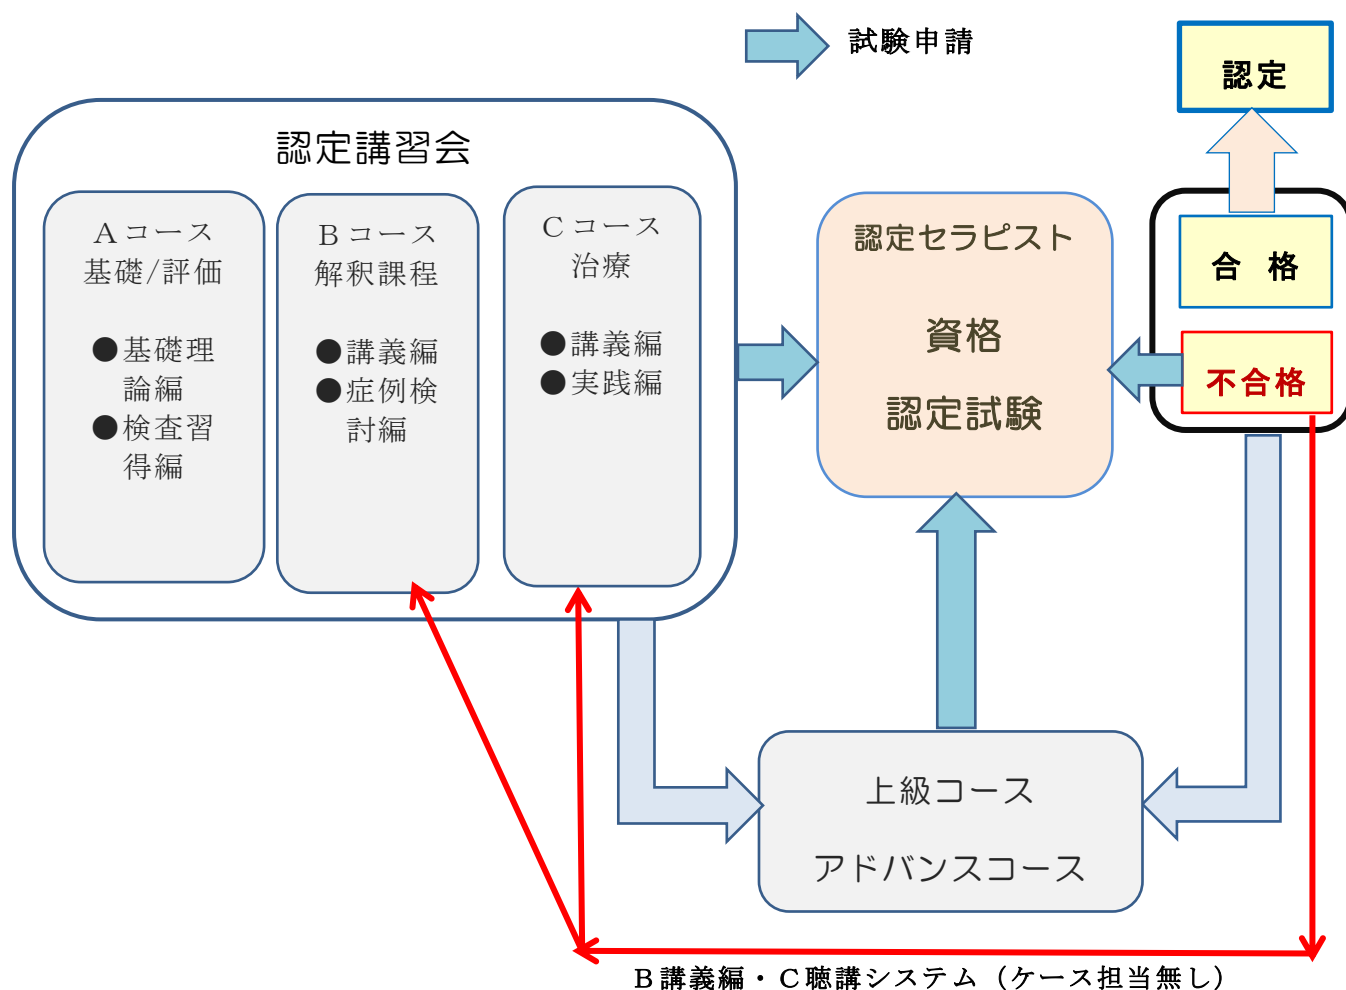 試験申請
認定
認定講習会
Ａコース
基礎/評価
●基礎理
論編
●検査習
得編
Ｂコース
解釈課程
●講義編
●症例検
討編
Ｃコース
治療
●講義編
●実践編
認定セラピスト
資格
認定試験
合 格
不合格
上級コース
アドバンスコース
Ｂ講義編・Ｃ聴講システム（ケース担当無し）